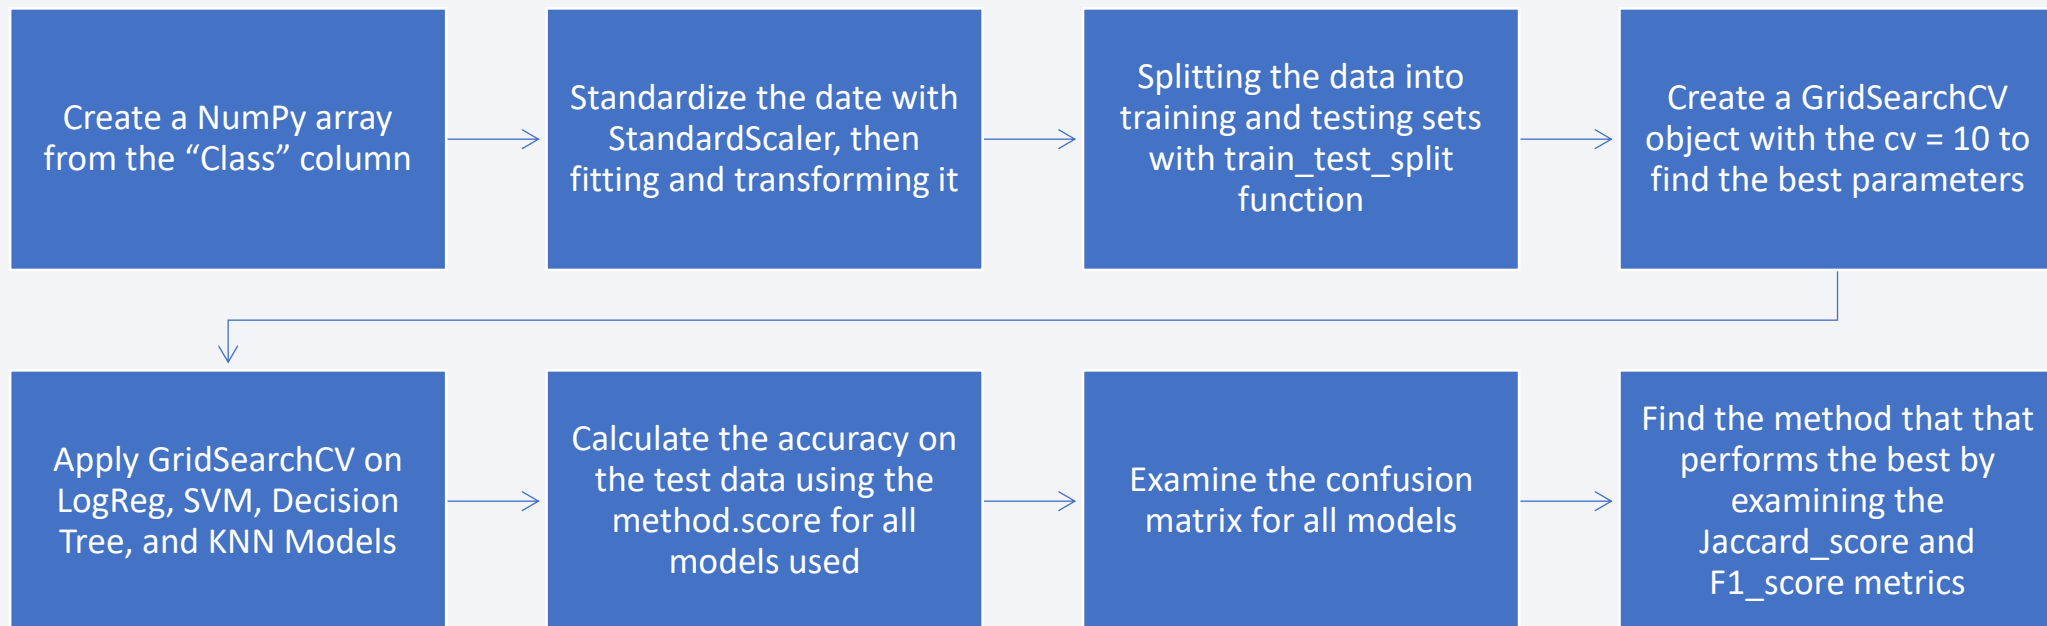 Create a NumPy array
from the “Class” column
Standardize the date with
StandardScaler, then
fitting and transforming it
Splitting the data into
training and testing sets
with train_test_split
function
Create a GridSearchCV
object with the cv = 10 to
find the best parameters
Apply GridSearchCV on
LogReg, SVM, Decision
Tree, and KNN Models
Calculate the accuracy on
the test data using the
method.score for all
models used
Examine the confusion
matrix for all models
Find the method that that
performs the best by
examining the
Jaccard_score and
F1_score metrics